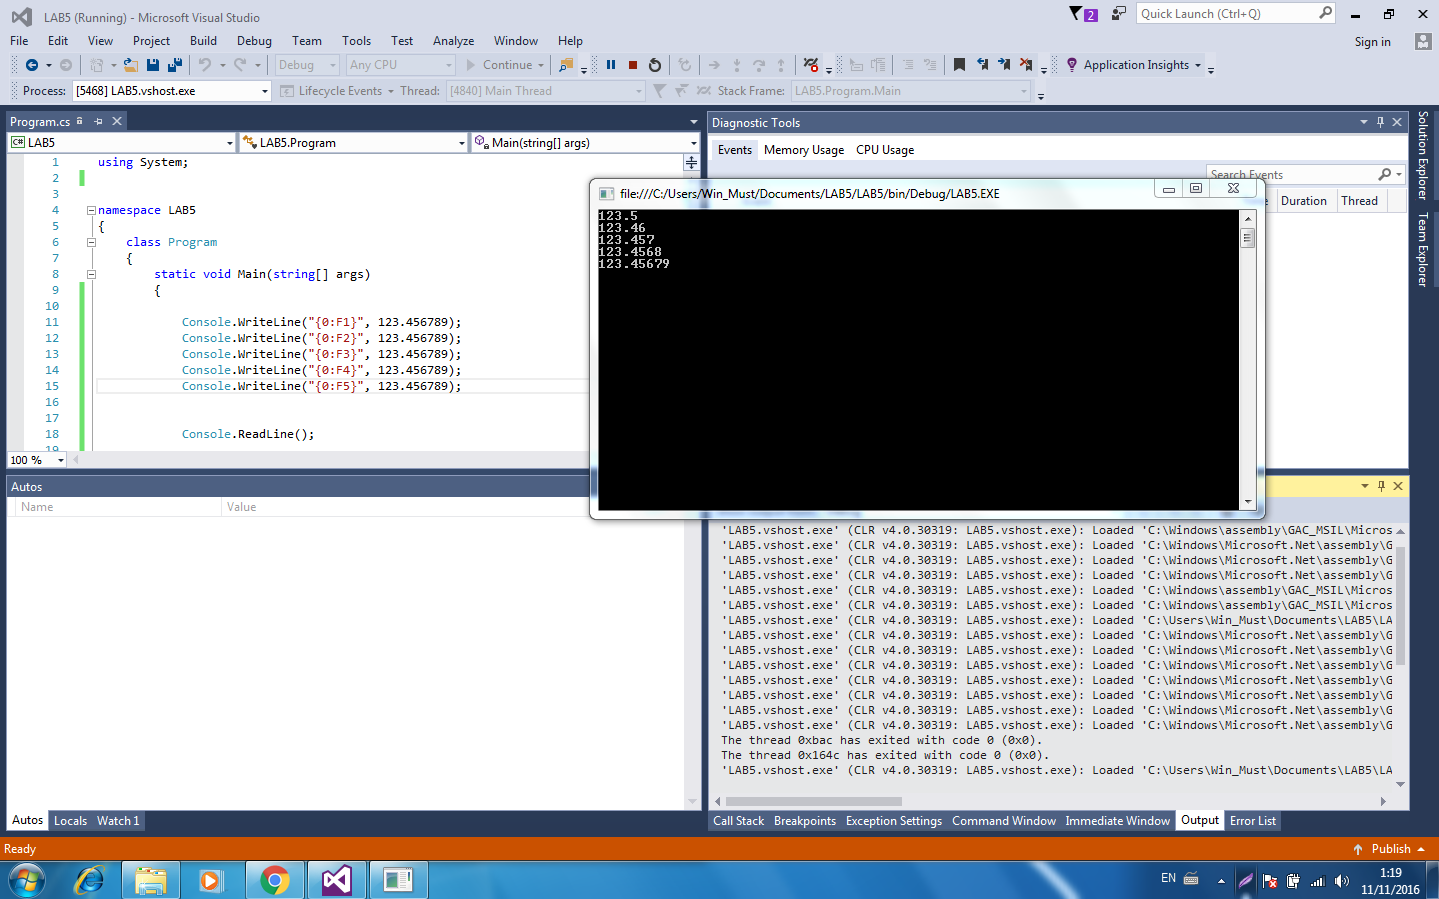 LAB5 (Running) - Microsoft Visual Studio
2
Quick Launch (Ctrl+Q)
File Edit View Project Build Debug Team Tools Test Analyze Window Help
Sign in
Debug Any CPU Continue Application Insights
Process: [5468] LAB5.vshost.exe Lifecycle Events Thread: [4840] Main Thread Stack Frame: LAB5.Program.Main
Program.cs
C# LAB5 LAB5.Program Main(string[] args)
1 using System;
2
3
4 namespace LAB5
5 {
6 class Program
7 {
8 static void Main(string[] args)
9 {
10
11 Console.WriteLine("{0:F1}", 123.456789);
12 Console.WriteLine("{0:F2}", 123.456789);
13 Console.WriteLine("{0:F3}", 123.456789);
14 Console.WriteLine("{0:F4}", 123.456789);
15 Console.WriteLine("{0:F5}", 123.456789);
16
17
18 Console.ReadLine();
19
100 %
Diagnostic Tools
Events Memory Usage CPU Usage
Search Events
Duration Thread
Solution Explorer
Team Explorer
file:///C:/Users/Win_Must/Documents/LAB5/LAB5/bin/Debug/LAB5.EXE
123.5
123.46
123.457
123.4568
123.45679
Autos
Name Value
Autos Locals Watch 1
'LAB5.vshost.exe' (CLR v4.0.30319: LAB5.vshost.exe): Loaded 'C:\Windows\assembly\GAC_MSIL\Micros
'LAB5.vshost.exe' (CLR v4.0.30319: LAB5.vshost.exe): Loaded 'C:\Windows\Microsoft.Net\assembly\G
'LAB5.vshost.exe' (CLR v4.0.30319: LAB5.vshost.exe): Loaded 'C:\Windows\Microsoft.Net\assembly\G
'LAB5.vshost.exe' (CLR v4.0.30319: LAB5.vshost.exe): Loaded 'C:\Windows\Microsoft.Net\assembly\G
'LAB5.vshost.exe' (CLR v4.0.30319: LAB5.vshost.exe): Loaded 'C:\Windows\assembly\GAC_MSIL\Micros
'LAB5.vshost.exe' (CLR v4.0.30319: LAB5.vshost.exe): Loaded 'C:\Windows\assembly\GAC_MSIL\Micros
'LAB5.vshost.exe' (CLR v4.0.30319: LAB5.vshost.exe): Loaded 'C:\Users\Win_Must\Documents\LAB5\LA
'LAB5.vshost.exe' (CLR v4.0.30319: LAB5.vshost.exe): Loaded 'C:\Windows\Microsoft.Net\assembly\G
'LAB5.vshost.exe' (CLR v4.0.30319: LAB5.vshost.exe): Loaded 'C:\Windows\Microsoft.Net\assembly\G
'LAB5.vshost.exe' (CLR v4.0.30319: LAB5.vshost.exe): Loaded 'C:\Windows\Microsoft.Net\assembly\G
'LAB5.vshost.exe' (CLR v4.0.30319: LAB5.vshost.exe): Loaded 'C:\Windows\Microsoft.Net\assembly\G
'LAB5.vshost.exe' (CLR v4.0.30319: LAB5.vshost.exe): Loaded 'C:\Windows\Microsoft.Net\assembly\G
'LAB5.vshost.exe' (CLR v4.0.30319: LAB5.vshost.exe): Loaded 'C:\Windows\Microsoft.Net\assembly\G
'LAB5.vshost.exe' (CLR v4.0.30319: LAB5.vshost.exe): Loaded 'C:\Windows\Microsoft.Net\assembly\G
The thread 0xbac has exited with code 0 (0x0).
The thread 0x164c has exited with code 0 (0x0).
'LAB5.vshost.exe' (CLR v4.0.30319: LAB5.vshost.exe): Loaded 'C:\Users\Win_Must\Documents\LAB5\LA
Call Stack Breakpoints Exception Settings Command Window Immediate Window Output Error List
Ready
Publish
EN
1:19
11/11/2016